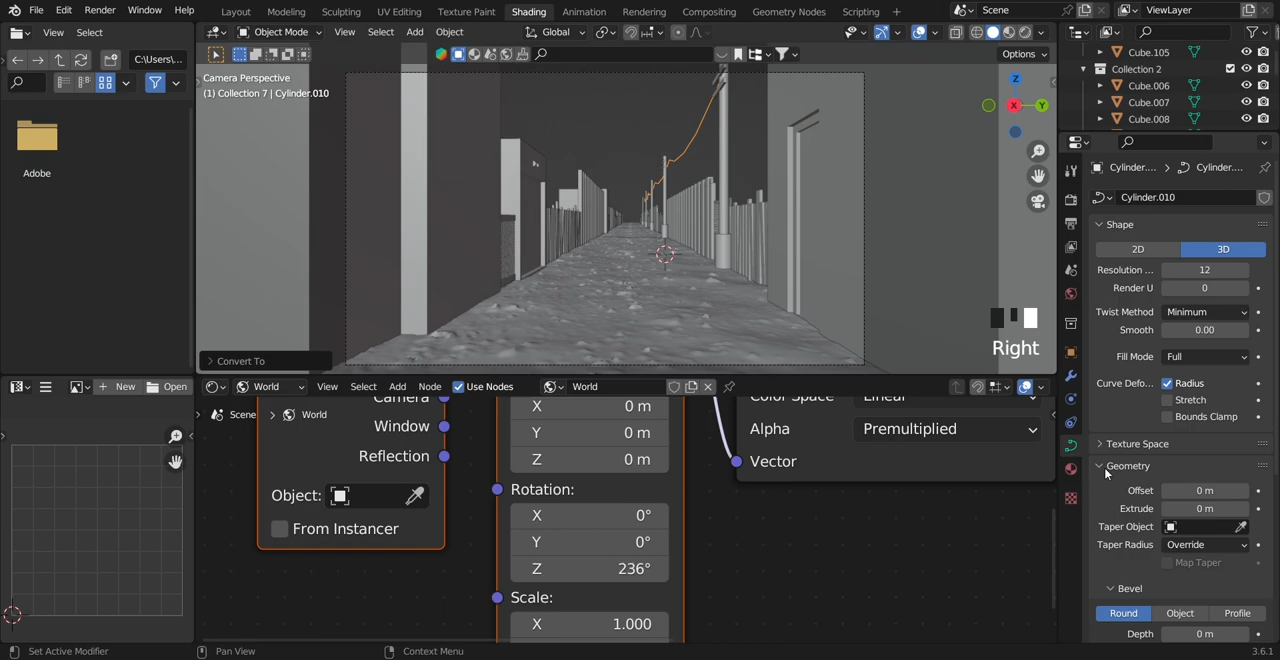 File Edit Render Window Help
Layout Modeling Sculpting UV Editing Texture Paint Shading Animation Rendering Compositing Geometry Nodes Scripting +
Scene ViewLayer
View Select
C:\Users\...
Adobe
Object Mode View Select Add Object
Global
Options
Camera Perspective
(1) Collection 7 | Cylinder.010
Z
X
Y
Right
> Convert To
Cube.105
Collection 2
Cube.006
Cube.007
Cube.008
Cylinder.... > Cylinder....
Cylinder.010
Shape
2D 3D
Resolution ... 12
Render U 0
Twist Method Minimum
Smooth 0.00
Fill Mode Full
Curve Defo... Radius
Stretch
Bounds Clamp
Texture Space
Geometry
Offset 0 m
Extrude 0 m
Taper Object
Taper Radius Override
Map Taper
Bevel
Round Object Profile
Depth 0 m
+ New Open
World View Select Add Node Use Nodes World
Scene > World
Camera
Window
Reflection
Object:
From Instancer
X 0 m
Y 0 m
Z 0 m
Rotation:
X 0°
Y 0°
Z 236°
Scale:
X 1.000
Color Space Linear
Alpha Premultiplied
Vector
Set Active Modifier Pan View Context Menu 3.6.1